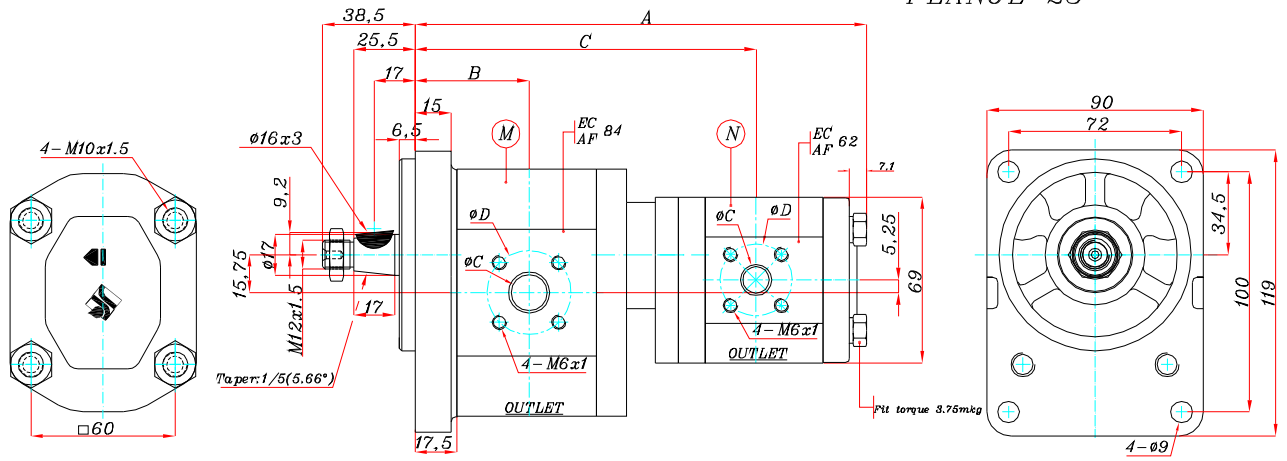 38,5
A
25,5
C
17
B
15
6,5
ø16x3
4-M10x1.5
M
EC
AF 84
N
EC
AF 62
7.1
90
72
9,2
ø17
15,75
M12x1.5
17
øD
øC
øC
øD
5,25
69
34,5
100
119
4-M6x1
4-M6x1
OUTLET
OUTLET
Taper:1/5(5.66°)
17,5
□60
Fit torque 3.75mkg
4-ø9